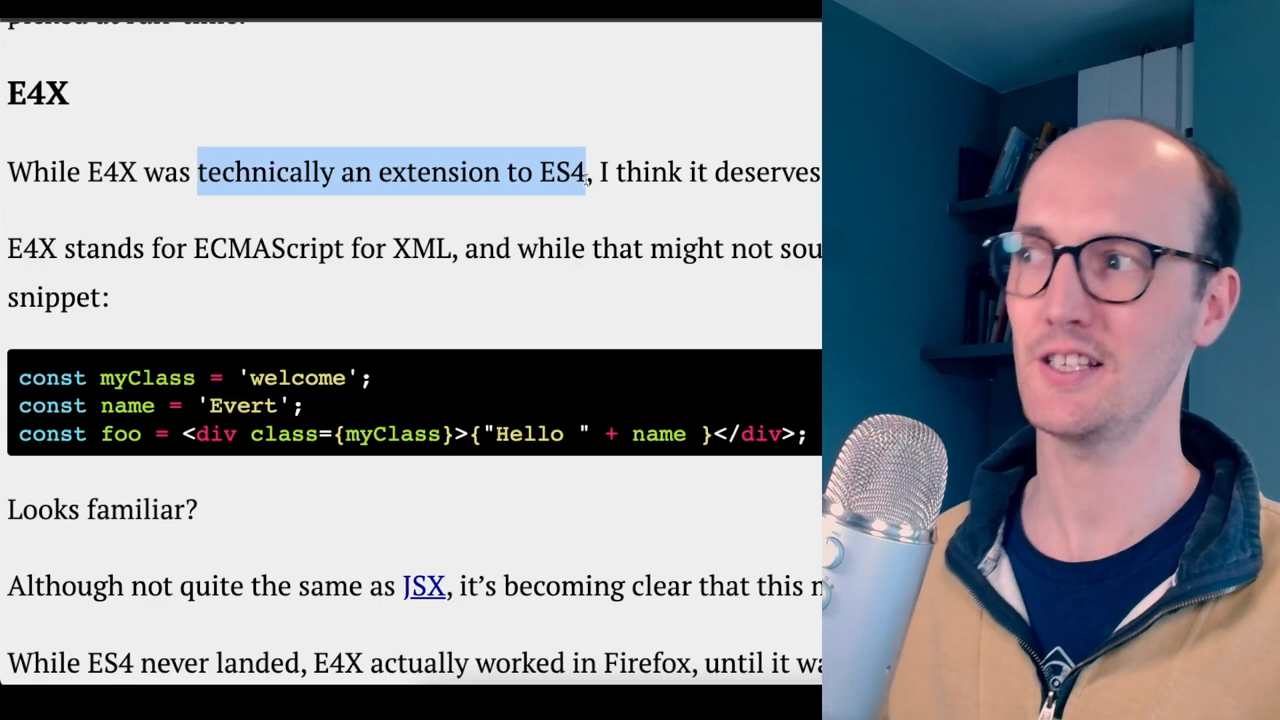 E4X
While E4X was technically an extension to ES4, I think it deserves
E4X stands for ECMAScript for XML, and while that might not sou
snippet:
const myClass = 'welcome';
const name = 'Evert';
const foo = <div class={myClass}>{"Hello " + name }</div>;
Looks familiar?
Although not quite the same as JSX, it's becoming clear that this
While ES4 never landed, E4X actually worked in Firefox, until it